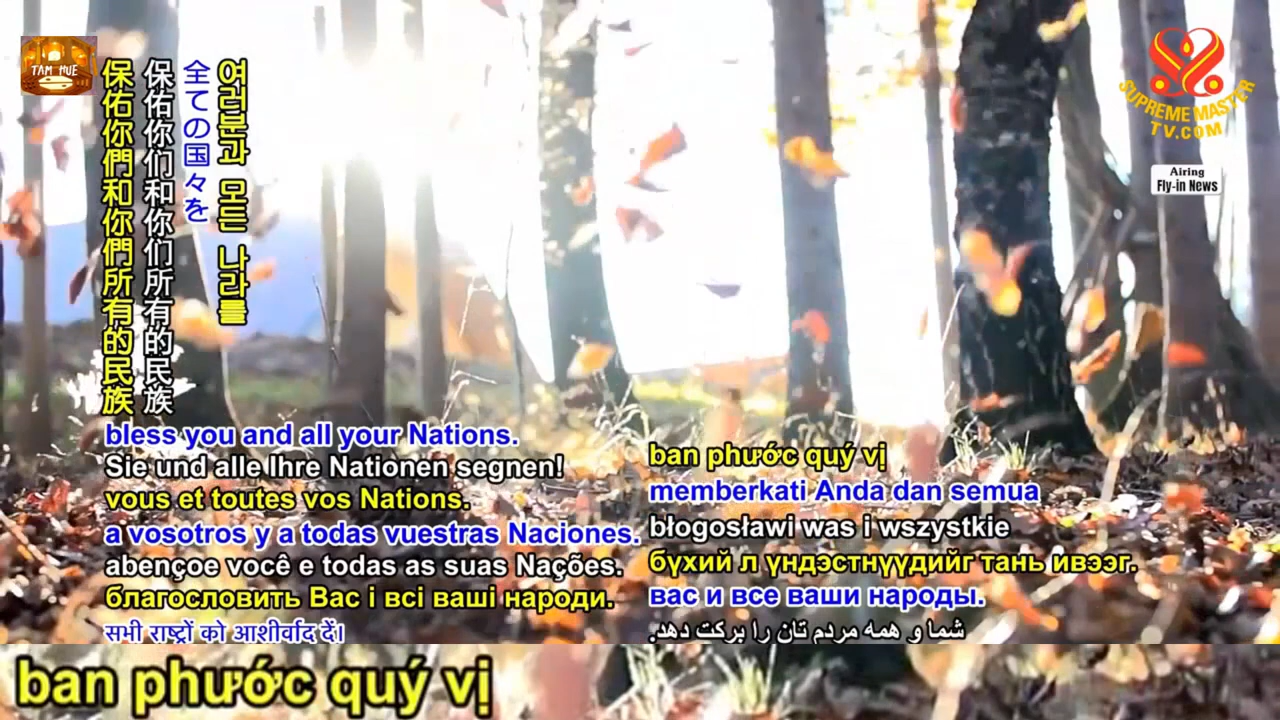 TAM HUE
保佑你們和你們所有的民族
保佑你们和你们所有的民族
全ての国々を
여러분과 모든 나라를
SUPREME MASTER
TV.COM
Airing
Fly-in News
bless you and all your Nations.
Sie und alle Ihre Nationen segnen!
vous et toutes vos Nations.
a vosotros y a todas vuestras Naciones.
abençoe você e todas as suas Nações.
благословить Вас і всі ваші народи.
सभी राष्ट्रों को आशीर्वाद दें।
ban phước quý vị
memberkati Anda dan semua
błogosławi was i wszystkie
бүхий л үндэстнүүдийг тань ивээг.
вас и все ваши народы.
شما و همه مردم تان را برکت دهد.
ban phước quý vị